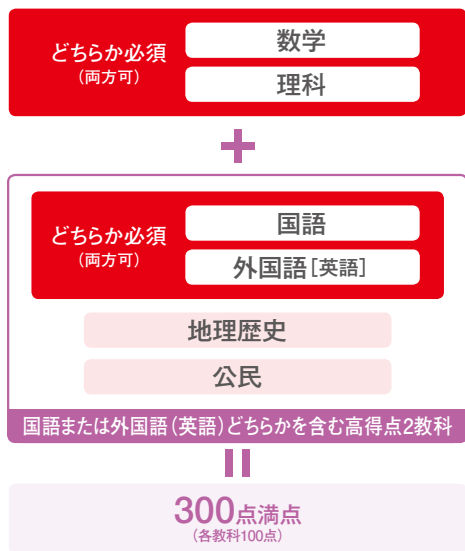 どちらか必須
(両方可)
数学
理科
+
どちらか必須
(両方可)
国語
外国語[英語]
地理歴史
公民
国語または外国語(英語)どちらかを含む高得点2教科
300点満点
(各教科100点)